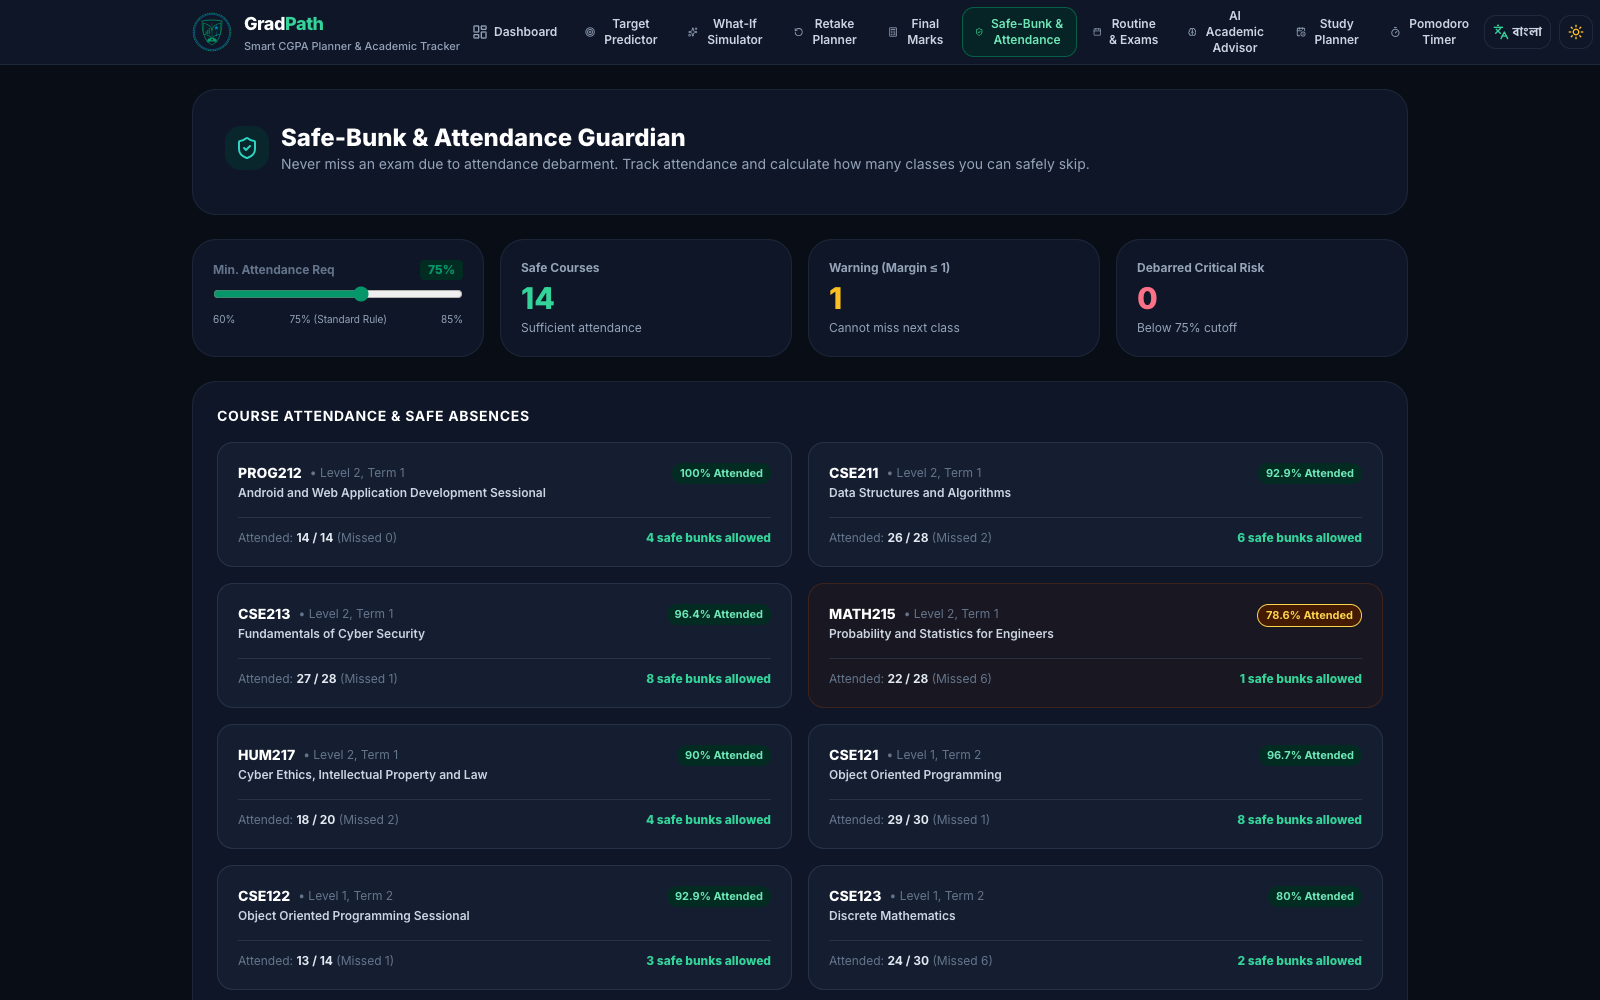 GradPath
Smart CGPA Planner & Academic Tracker
Dashboard
Target
Predictor
What-If
Simulator
Retake
Planner
Final
Marks
Safe-Bunk &
Attendance
Routine
& Exams
AI
Academic
Advisor
Study
Planner
Pomodoro
Timer
বাংলা
Safe-Bunk & Attendance Guardian
Never miss an exam due to attendance debarment. Track attendance and calculate how many classes you can safely skip.
Min. Attendance Req 75%
60% 75% (Standard Rule) 85%
Safe Courses
14
Sufficient attendance
Warning (Margin ≤ 1)
1
Cannot miss next class
Debarred Critical Risk
0
Below 75% cutoff
COURSE ATTENDANCE & SAFE ABSENCES
PROG212 • Level 2, Term 1 100% Attended
Android and Web Application Development Sessional
Attended: 14 / 14 (Missed 0) 4 safe bunks allowed
CSE211 • Level 2, Term 1 92.9% Attended
Data Structures and Algorithms
Attended: 26 / 28 (Missed 2) 6 safe bunks allowed
CSE213 • Level 2, Term 1 96.4% Attended
Fundamentals of Cyber Security
Attended: 27 / 28 (Missed 1) 8 safe bunks allowed
MATH215 • Level 2, Term 1 78.6% Attended
Probability and Statistics for Engineers
Attended: 22 / 28 (Missed 6) 1 safe bunks allowed
HUM217 • Level 2, Term 1 90% Attended
Cyber Ethics, Intellectual Property and Law
Attended: 18 / 20 (Missed 2) 4 safe bunks allowed
CSE121 • Level 1, Term 2 96.7% Attended
Object Oriented Programming
Attended: 29 / 30 (Missed 1) 8 safe bunks allowed
CSE122 • Level 1, Term 2 92.9% Attended
Object Oriented Programming Sessional
Attended: 13 / 14 (Missed 1) 3 safe bunks allowed
CSE123 • Level 1, Term 2 80% Attended
Discrete Mathematics
Attended: 24 / 30 (Missed 6) 2 safe bunks allowed